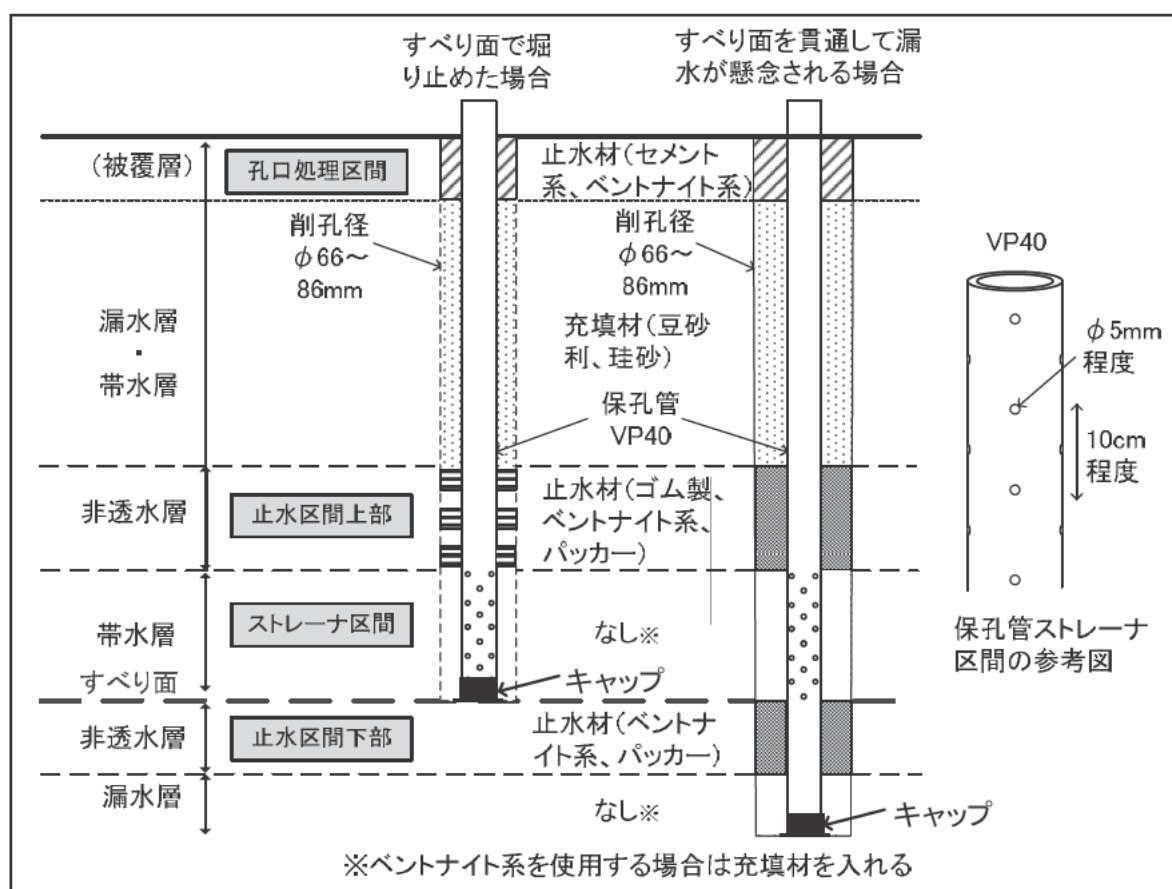 すべり面で堀
り止めた場合
すべり面を貫通して漏
水が懸念される場合
(被覆層)
孔口処理区間
止水材(セメント
系、ベントナイト系)
削孔径
φ66～
86mm
削孔径
φ66～
86mm
VP40
漏水層
・
帯水層
充填材(豆砂
利、珪砂)
φ5mm
程度
保孔管
VP40
10cm
程度
非透水層
止水区間上部
止水材(ゴム製、
ベントナイト系、
パッカー)
帯水層
ストレーナ区間
なし※
保孔管ストレーナ
区間の参考図
すべり面
キャップ
非透水層
止水区間下部
止水材(ベントナ
イト系、パッカー)
漏水層
なし※
キャップ
※ベントナイト系を使用する場合は充填材を入れる